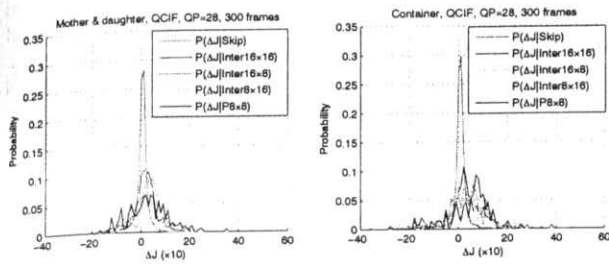 Mother & daughter, QCIF, QP=28, 300 frames
P(ΔJ|Skip)
P(ΔJ|Inter16×16)
P(ΔJ|Inter16×8)
P(ΔJ|Inter8×16)
P(ΔJ|P8×8)
0.35
0.3
0.25
0.2
0.15
0.1
0.05
0
Probability
−40
−20
0
20
40
60
ΔJ (×10)
Container, QCIF, QP=28, 300 frames
P(ΔJ|Skip)
P(ΔJ|Inter16×16)
P(ΔJ|Inter16×8)
P(ΔJ|Inter8×16)
P(ΔJ|P8×8)
0.35
0.3
0.25
0.2
0.15
0.1
0.05
0
Probability
−40
−20
0
20
40
60
ΔJ (×10)